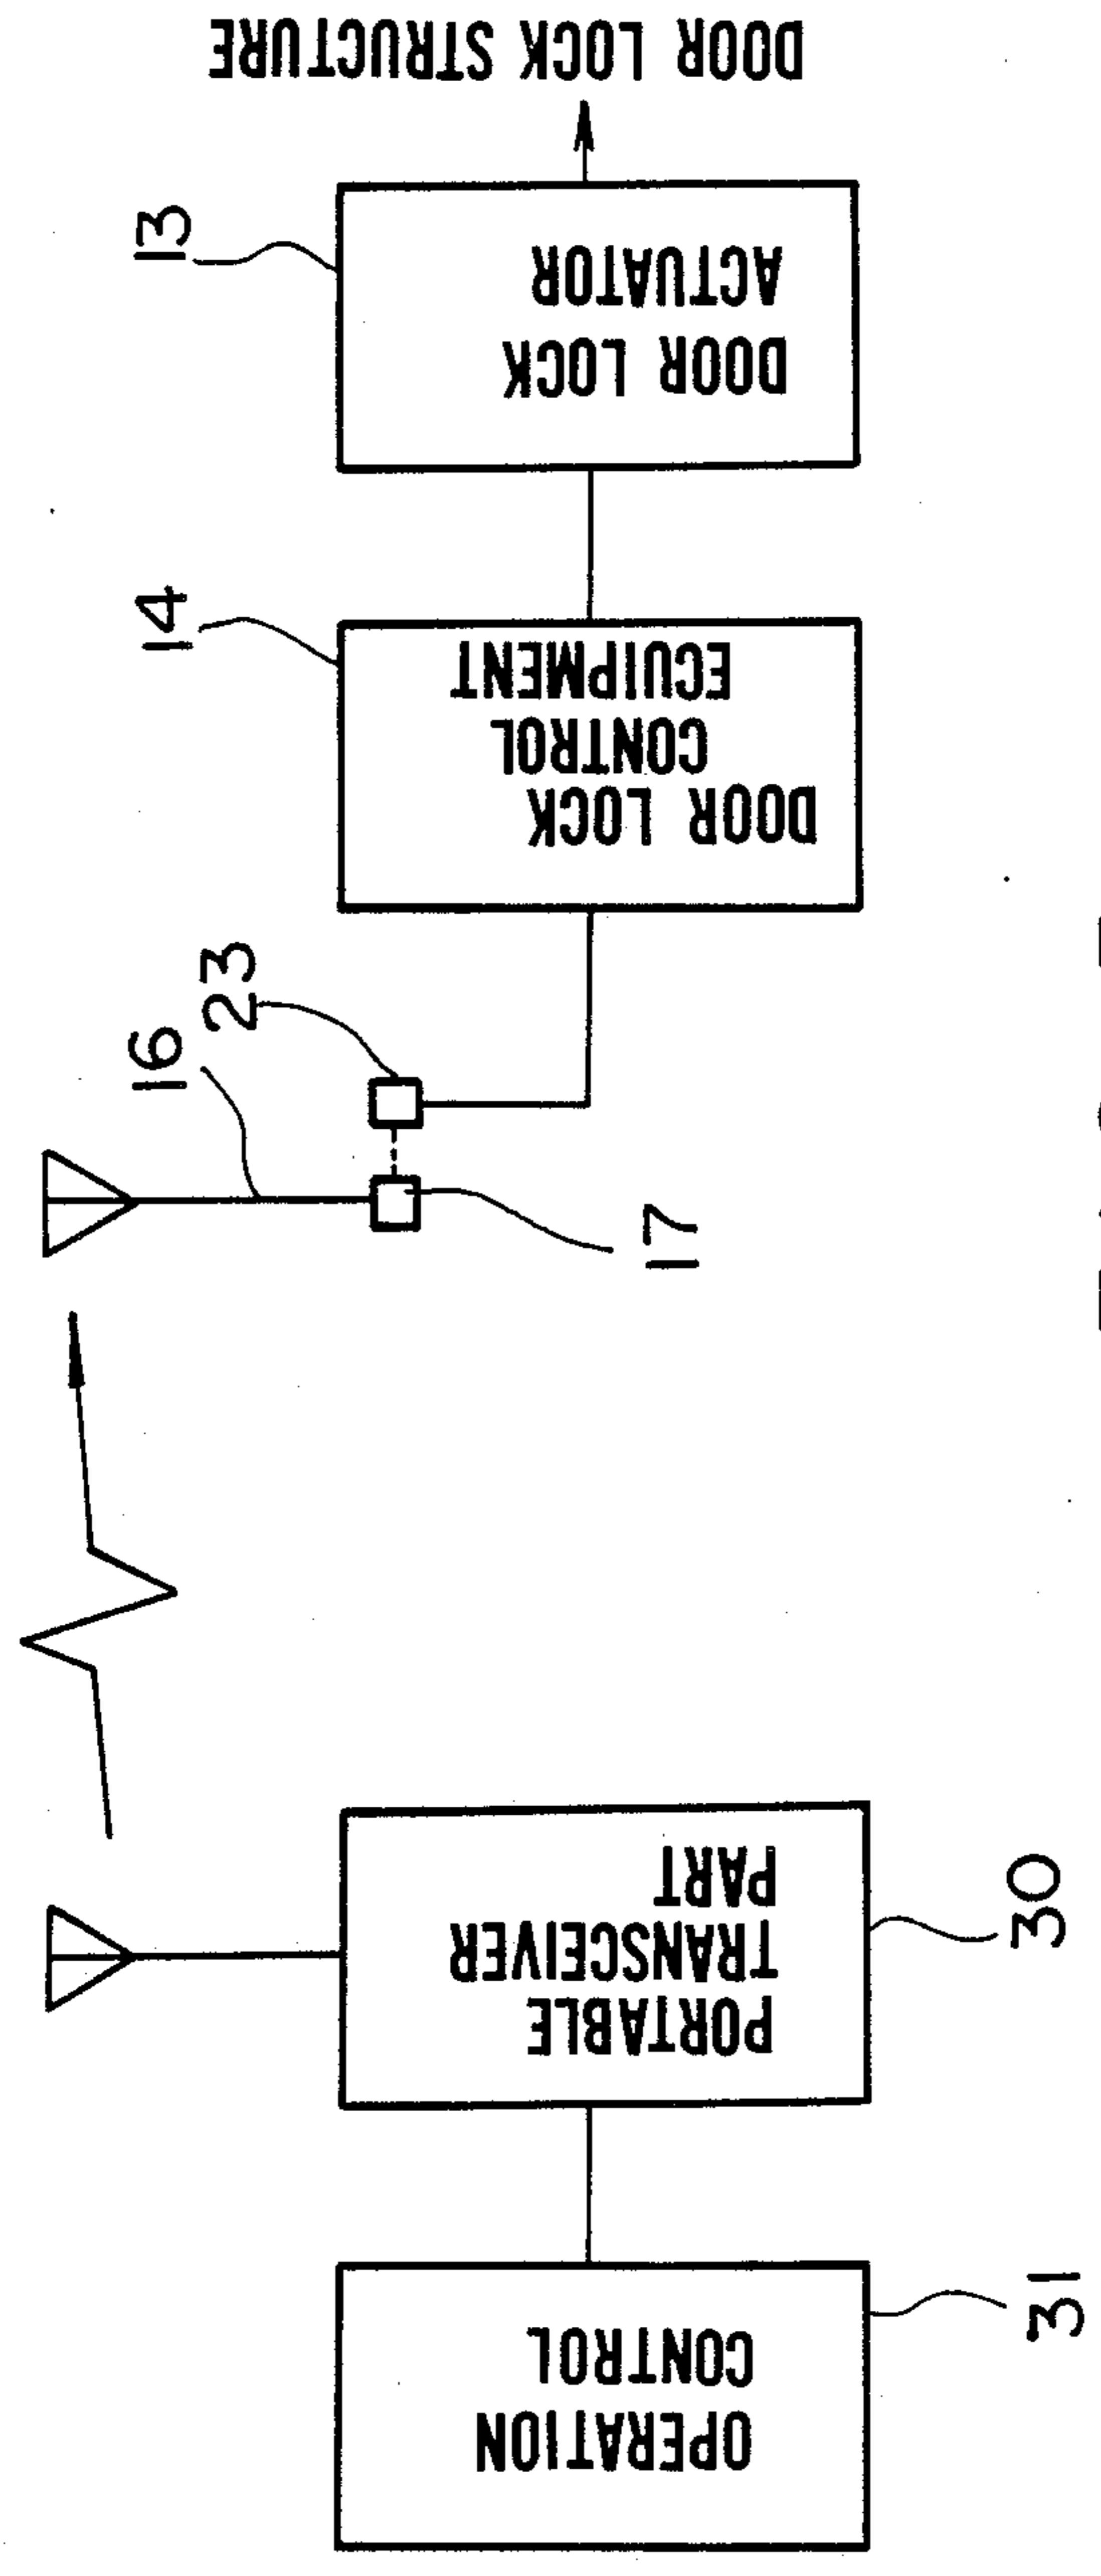 OPERATION
CONTROL
31
PORTABLE
TRANSCEIVER
PART
30
16
17
23
DOOR LOCK
CONTROL
ECUIPMENT
14
DOOR LOCK
ACTUATOR
13
DOOR LOCK STRUCTURE